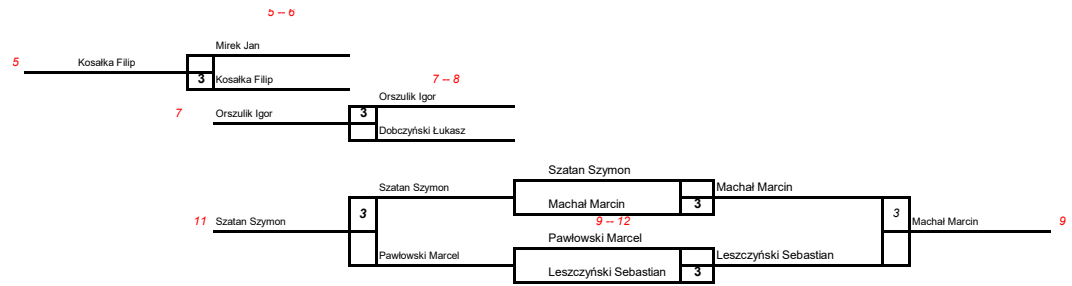 5 -- 6
Mirek Jan
5 Kosałka Filip
3 Kosałka Filip
7 -- 8
Orszulik Igor
7 Orszulik Igor 3
Dobczyński Łukasz
Szatan Szymon
Szatan Szymon Machał Marcin
Machał Marcin 3
3 3
11 Szatan Szymon 9 -- 12 Machał Marcin 9
Pawłowski Marcel
Pawłowski Marcel Leszczyński Sebastian
Leszczyński Sebastian 3